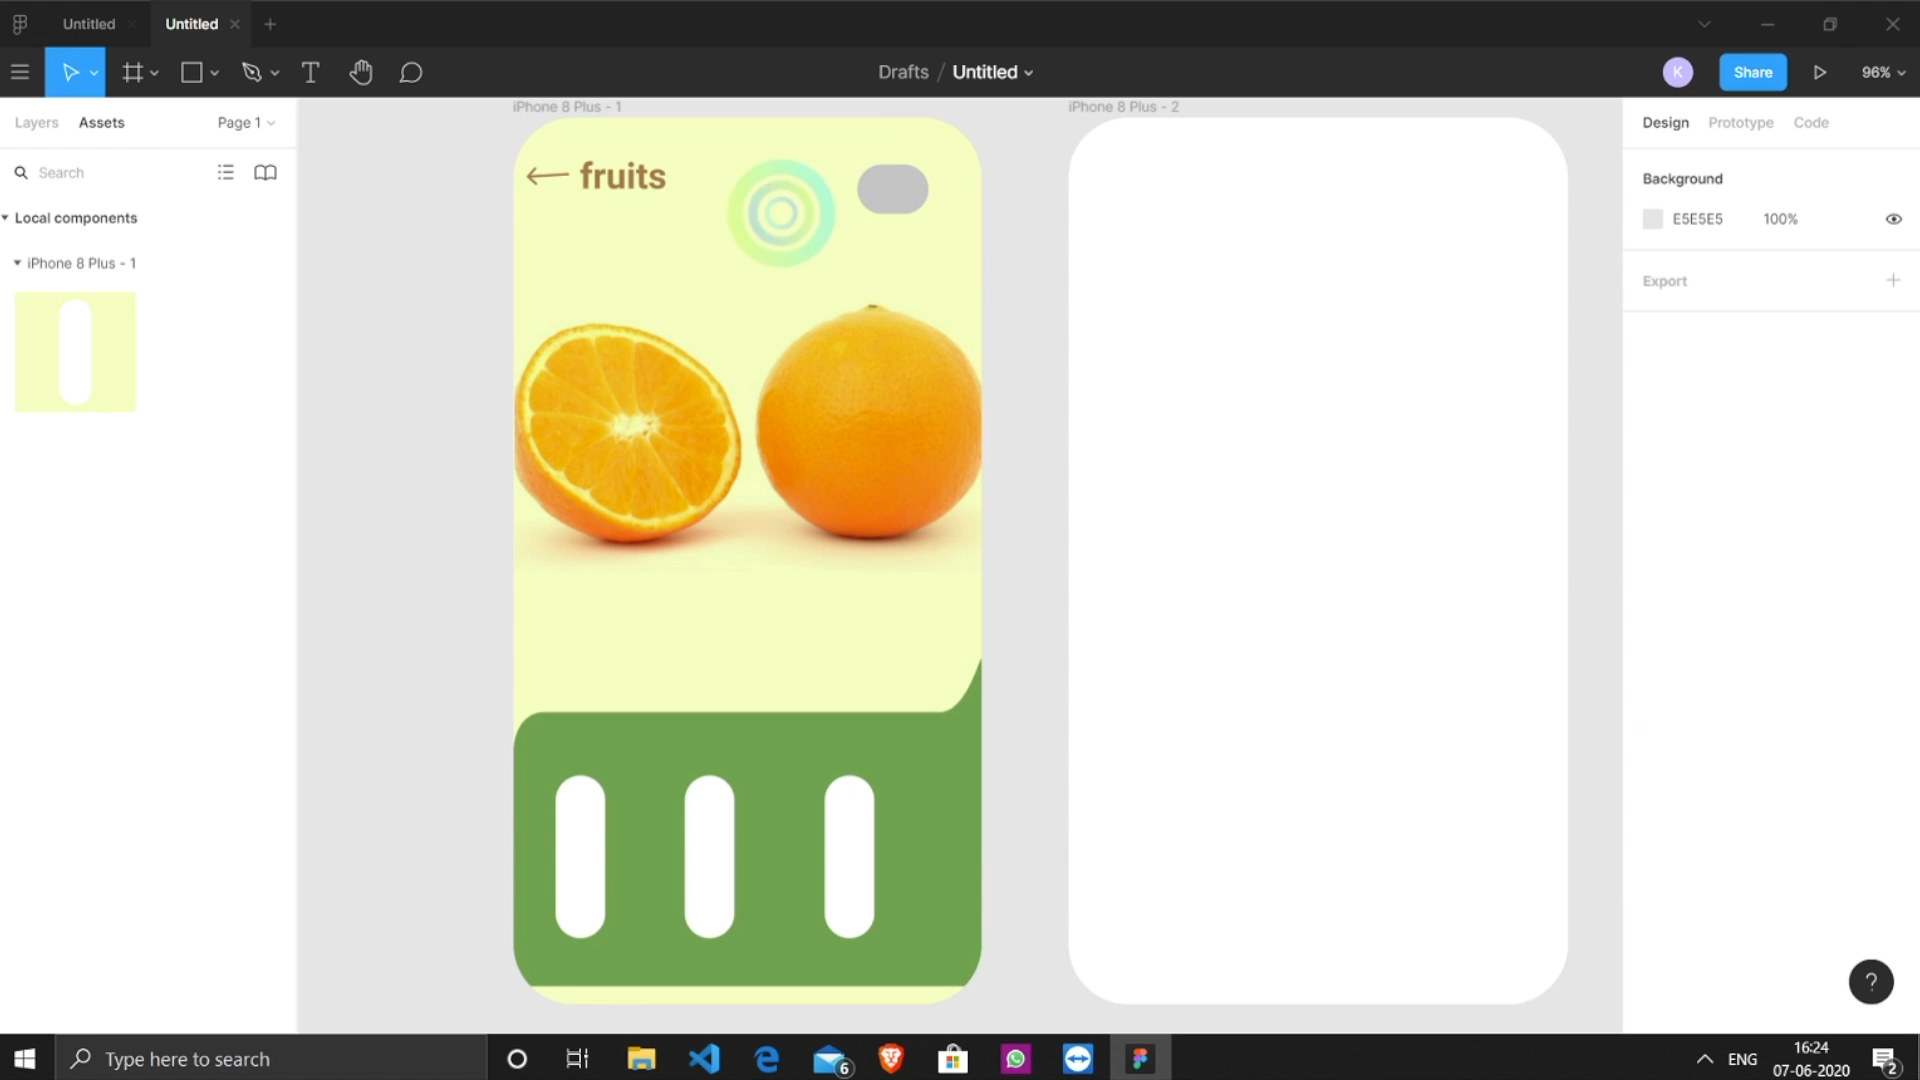 Untitled
Untitled
Drafts / Untitled
K
Share
96%
Layers
Assets
Page 1
Search
Local components
iPhone 8 Plus - 1
iPhone 8 Plus - 1
fruits
iPhone 8 Plus - 2
Design
Prototype
Code
Background
E5E5E5
100%
Export
?
Type here to search
6
ENG
16:24
07-06-2020
2